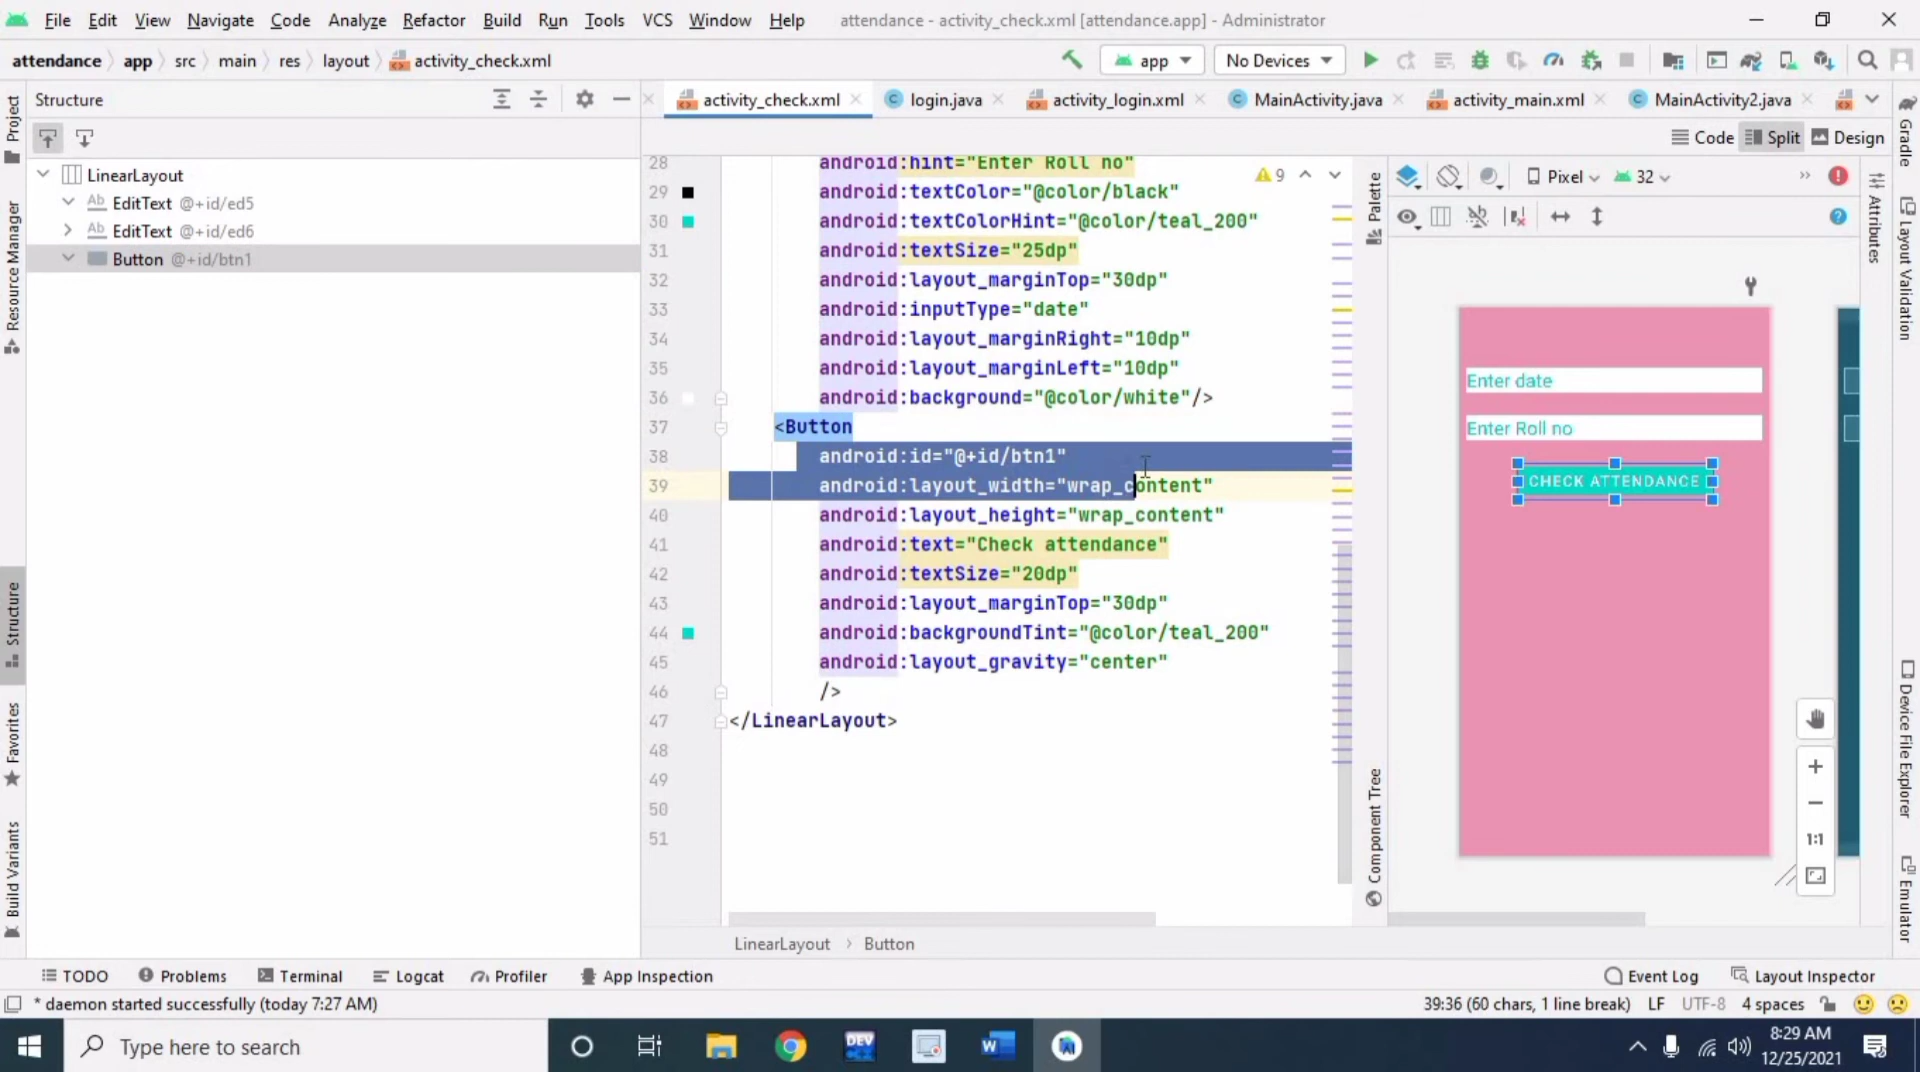 File Edit View Navigate Code Analyze Refactor Build Run Tools VCS Window Help attendance - activity_check.xml [attendance.app] - Administrator
attendance app src main res layout activity_check.xml app No Devices
Structure
activity_check.xml login.java activity_login.xml MainActivity.java activity_main.xml MainActivity2.java
Code Split Design
LinearLayout
EditText @+id/ed5
EditText @+id/ed6
Button @+id/btn1
28 android:hint="Enter Roll no"
29 android:textColor="@color/black"
30 android:textColorHint="@color/teal_200"
31 android:textSize="25dp"
32 android:layout_marginTop="30dp"
33 android:inputType="date"
34 android:layout_marginRight="10dp"
35 android:layout_marginLeft="10dp"
36 android:background="@color/white"/>
37 <Button
38 android:id="@+id/btn1"
39 android:layout_width="wrap_content"
40 android:layout_height="wrap_content"
41 android:text="Check attendance"
42 android:textSize="20dp"
43 android:layout_marginTop="30dp"
44 android:backgroundTint="@color/teal_200"
45 android:layout_gravity="center"
46 />
47 </LinearLayout>
48
49
50
51
9
Pixel 32
Enter date
Enter Roll no
CHECK ATTENDANCE
1:1
Project
Resource Manager
Structure
Favorites
Build Variants
Palette
Component Tree
Attributes
Gradle
Layout Validation
Device File Explorer
Emulator
LinearLayout › Button
TODO Problems Terminal Logcat Profiler App Inspection Event Log Layout Inspector
* daemon started successfully (today 7:27 AM) 39:36 (60 chars, 1 line break) LF UTF-8 4 spaces
Type here to search
DEV
W
8:29 AM
12/25/2021